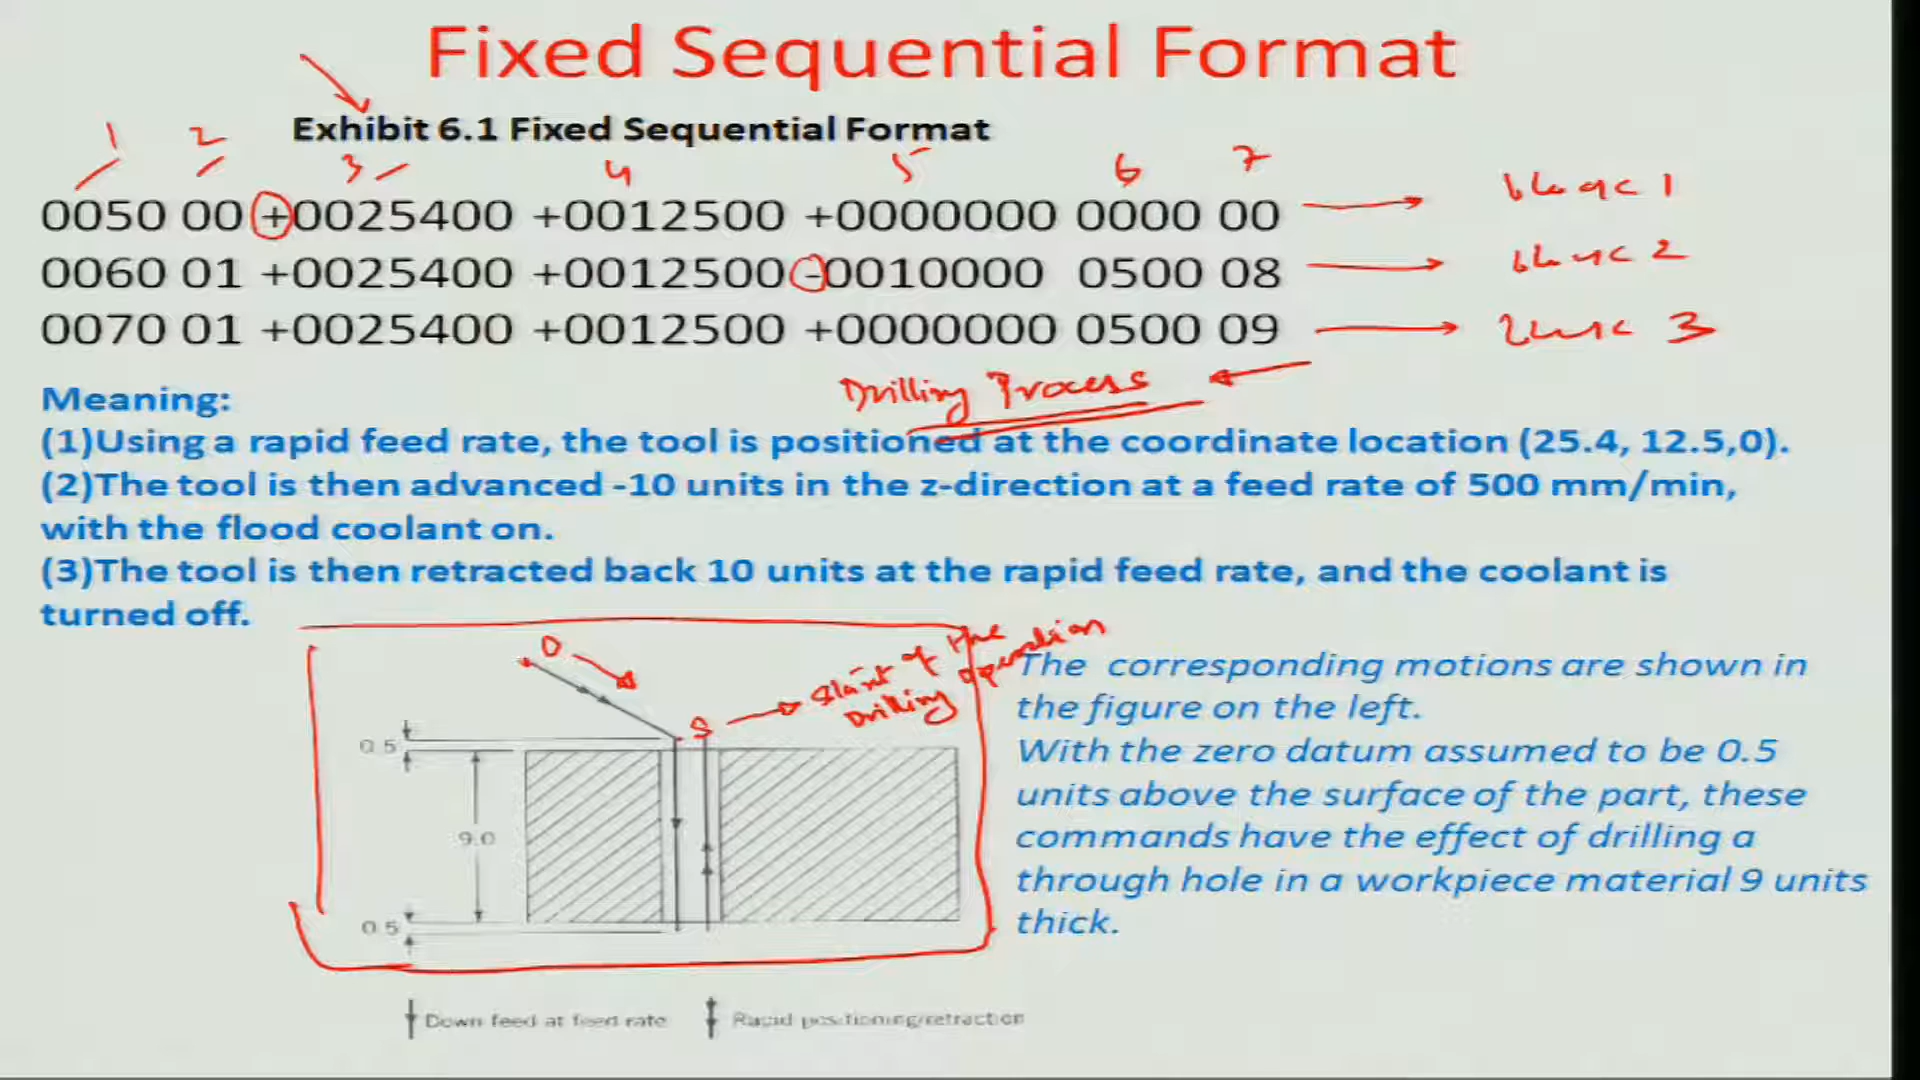 Fixed Sequential Format
Exhibit 6.1 Fixed Sequential Format
1 2 3 4 5 6 7
0050 00 +0025400 +0012500 +0000000 0000 00
block 1
0060 01 +0025400 +0012500 -0010000 0500 08
block 2
0070 01 +0025400 +0012500 +0000000 0500 09
3
Drilling Process
Meaning:
(1)Using a rapid feed rate, the tool is positioned at the coordinate location (25.4, 12.5,0).
(2)The tool is then advanced -10 units in the z-direction at a feed rate of 500 mm/min,
with the flood coolant on.
(3)The tool is then retracted back 10 units at the rapid feed rate, and the coolant is
turned off.
O
S
Start of the
Drilling operation
0.5
9.0
0.5
Down feed at feed rate
Rapid positioning/retraction
The corresponding motions are shown in
the figure on the left.
With the zero datum assumed to be 0.5
units above the surface of the part, these
commands have the effect of drilling a
through hole in a workpiece material 9 units
thick.